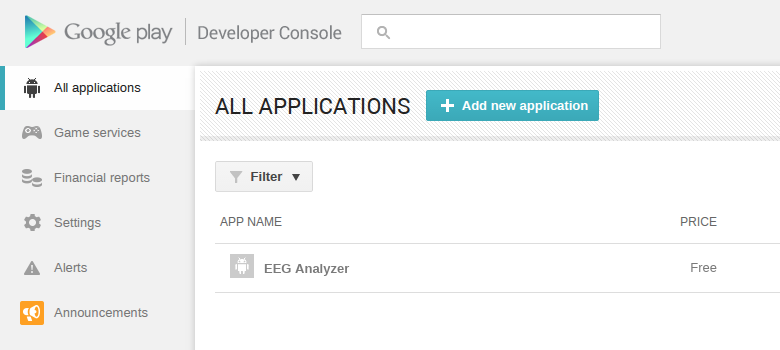 Google play Developer Console
All applications
Game services
Financial reports
Settings
Alerts
Announcements
ALL APPLICATIONS
Add new application
Filter
APP NAME PRICE
EEG Analyzer Free